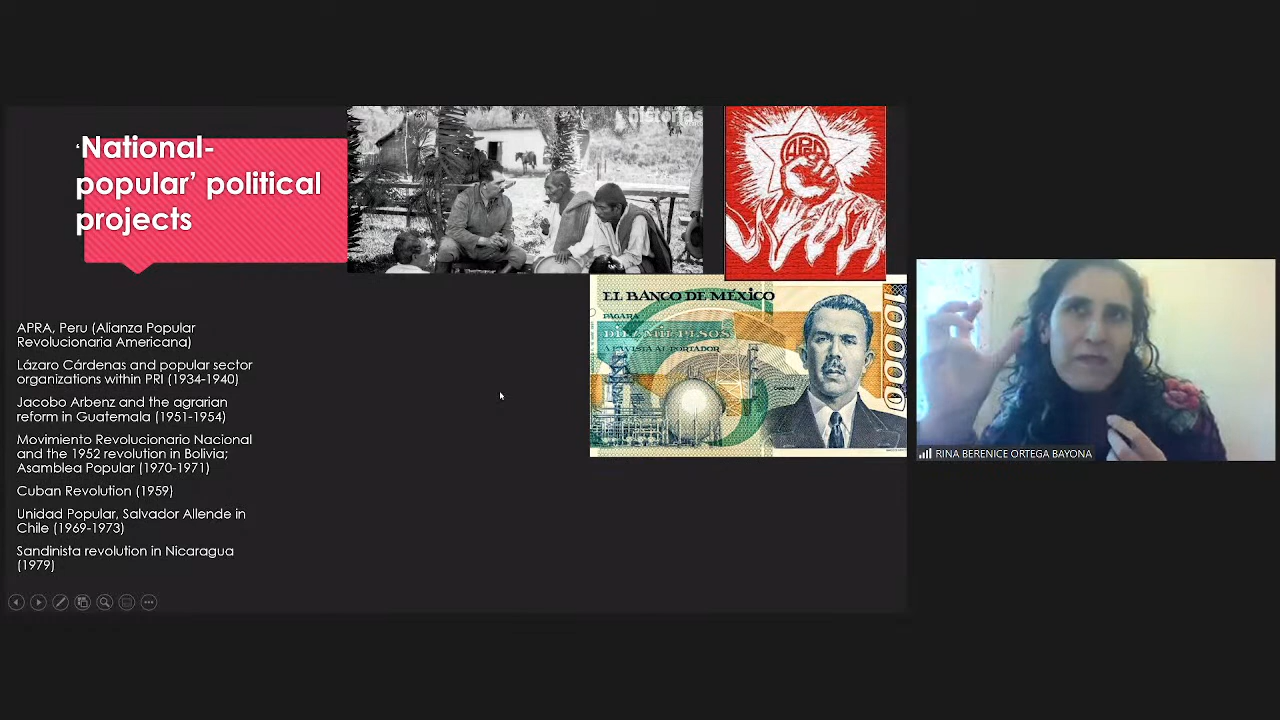 ‘National-
popular’ political
projects
APRA, Peru (Alianza Popular
Revolucionaria Americana)
Lázaro Cárdenas and popular sector
organizations within PRI (1934-1940)
Jacobo Arbenz and the agrarian
reform in Guatemala (1951-1954)
Movimiento Revolucionario Nacional
and the 1952 revolution in Bolivia;
Asamblea Popular (1970-1971)
Cuban Revolution (1959)
Unidad Popular, Salvador Allende in
Chile (1969-1973)
Sandinista revolution in Nicaragua
(1979)
historias
APRA
EL BANCO DE MÉXICO
PAGARÁ
DIEZ MIL PESOS
A LA VISTA AL PORTADOR
10000
RINA BERENICE ORTEGA BAYONA